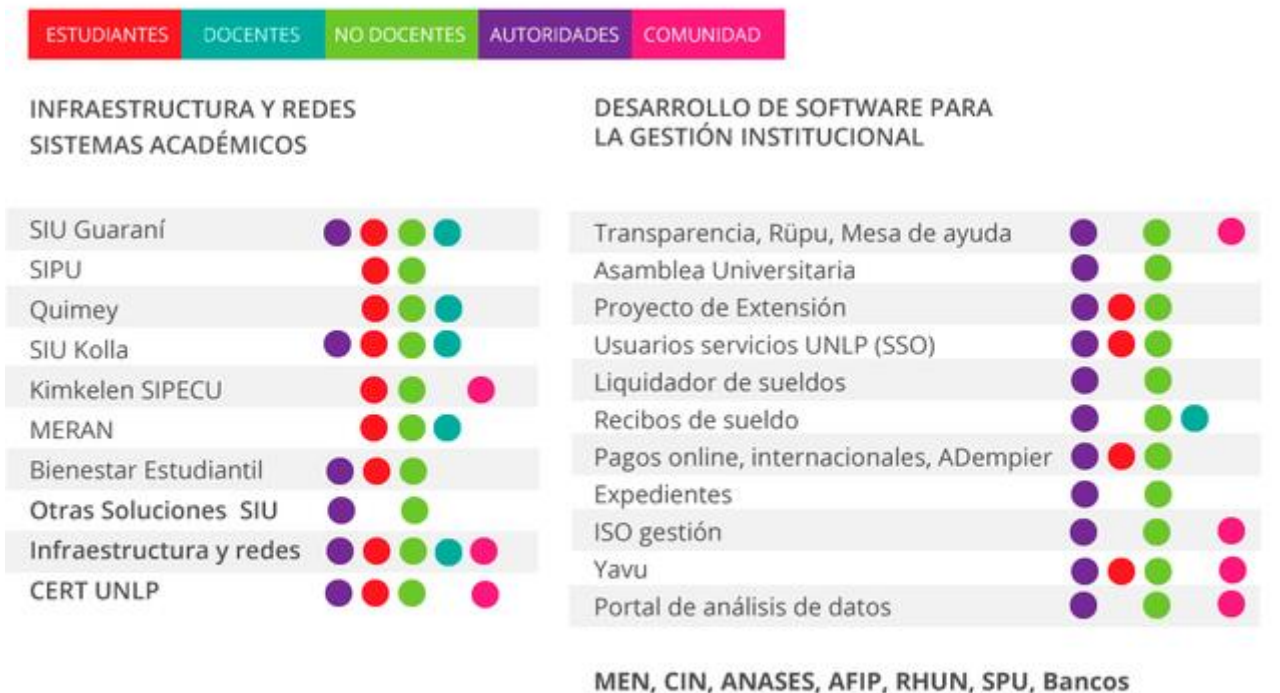 ESTUDIANTES DOCENTES NO DOCENTES AUTORIDADES COMUNIDAD
INFRAESTRUCTURA Y REDES
SISTEMAS ACADÉMICOS
SIU Guaraní
SIPU
Quimey
SIU Kolla
Kimkelen SIPECU
MERAN
Bienestar Estudiantil
Otras Soluciones SIU
Infraestructura y redes
CERT UNLP
DESARROLLO DE SOFTWARE PARA
LA GESTIÓN INSTITUCIONAL
Transparencia, Rüpu, Mesa de ayuda
Asamblea Universitaria
Proyecto de Extensión
Usuarios servicios UNLP (SSO)
Liquidador de sueldos
Recibos de sueldo
Pagos online, internacionales, ADempier
Expedientes
ISO gestión
Yavu
Portal de análisis de datos
MEN, CIN, ANASES, AFIP, RHUN, SPU, Bancos